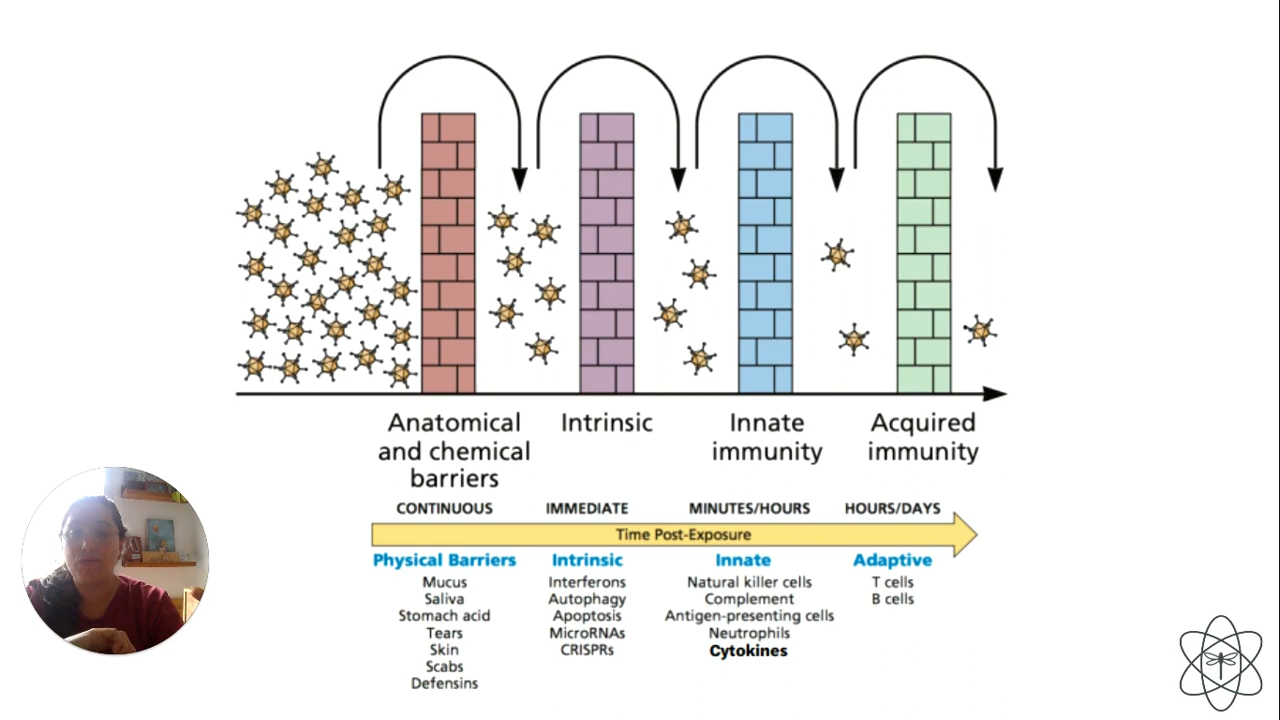 Anatomical
and chemical
barriers
Intrinsic
Innate
immunity
Acquired
immunity
CONTINUOUS
IMMEDIATE
MINUTES/HOURS
HOURS/DAYS
Time Post-Exposure
Physical Barriers
Mucus
Saliva
Stomach acid
Tears
Skin
Scabs
Defensins
Intrinsic
Interferons
Autophagy
Apoptosis
MicroRNAs
CRISPRs
Innate
Natural killer cells
Complement
Antigen-presenting cells
Neutrophils
Cytokines
Adaptive
T cells
B cells